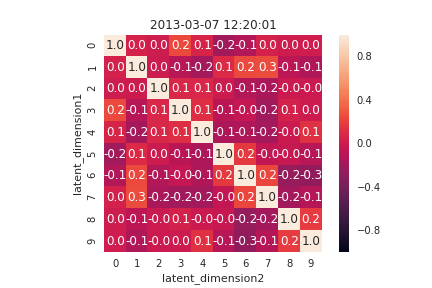 2013-03-07 12:20:01
latent_dimension1
0 1.0 0.0 0.0 0.2 0.1 -0.2 -0.1 0.0 0.0 0.0
1 0.0 1.0 0.0 -0.1 -0.2 0.1 0.2 0.3 -0.1 -0.1
2 0.0 0.0 1.0 0.1 0.1 0.0 -0.1 -0.2 -0.0 -0.0
3 0.2 -0.1 0.1 1.0 0.1 -0.1 -0.0 -0.2 0.1 0.0
4 0.1 -0.2 0.1 0.1 1.0 -0.1 -0.1 -0.2 -0.0 0.1
5 -0.2 0.1 0.0 -0.1 -0.1 1.0 0.2 -0.0 -0.0 -0.1
6 -0.1 0.2 -0.1 -0.0 -0.1 0.2 1.0 0.2 -0.2 -0.3
7 0.0 0.3 -0.2 -0.2 -0.2 -0.0 0.2 1.0 -0.2 -0.1
8 0.0 -0.1 -0.0 0.1 -0.0 -0.0 -0.2 -0.2 1.0 0.2
9 0.0 -0.1 -0.0 0.0 0.1 -0.1 -0.3 -0.1 0.2 1.0
0 1 2 3 4 5 6 7 8 9
latent_dimension2
0.8
0.4
0.0
-0.4
-0.8